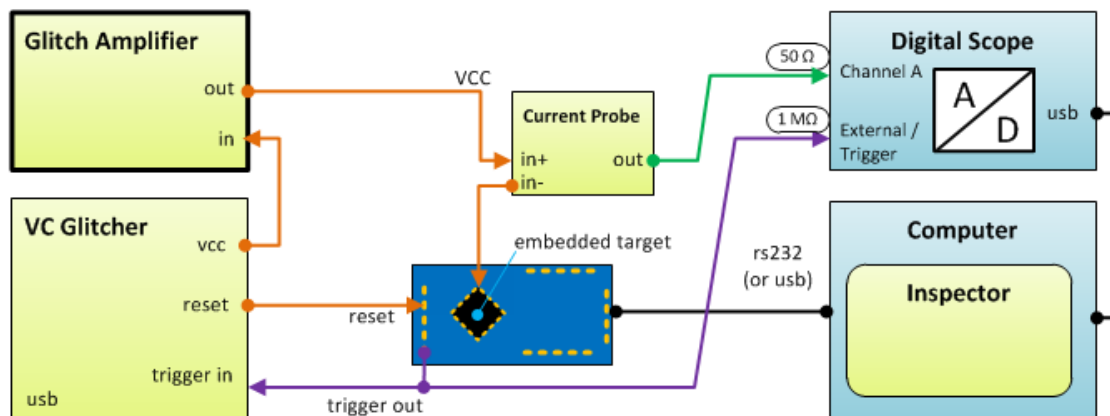 Glitch Amplifier
out
in
VCC
Current Probe
in+
in-
out
50 Ω
1 MΩ
Digital Scope
Channel A
External /
Trigger
A
D
usb
VC Glitcher
vcc
reset
trigger in
usb
reset
embedded target
trigger out
rs232
(or usb)
Computer
Inspector